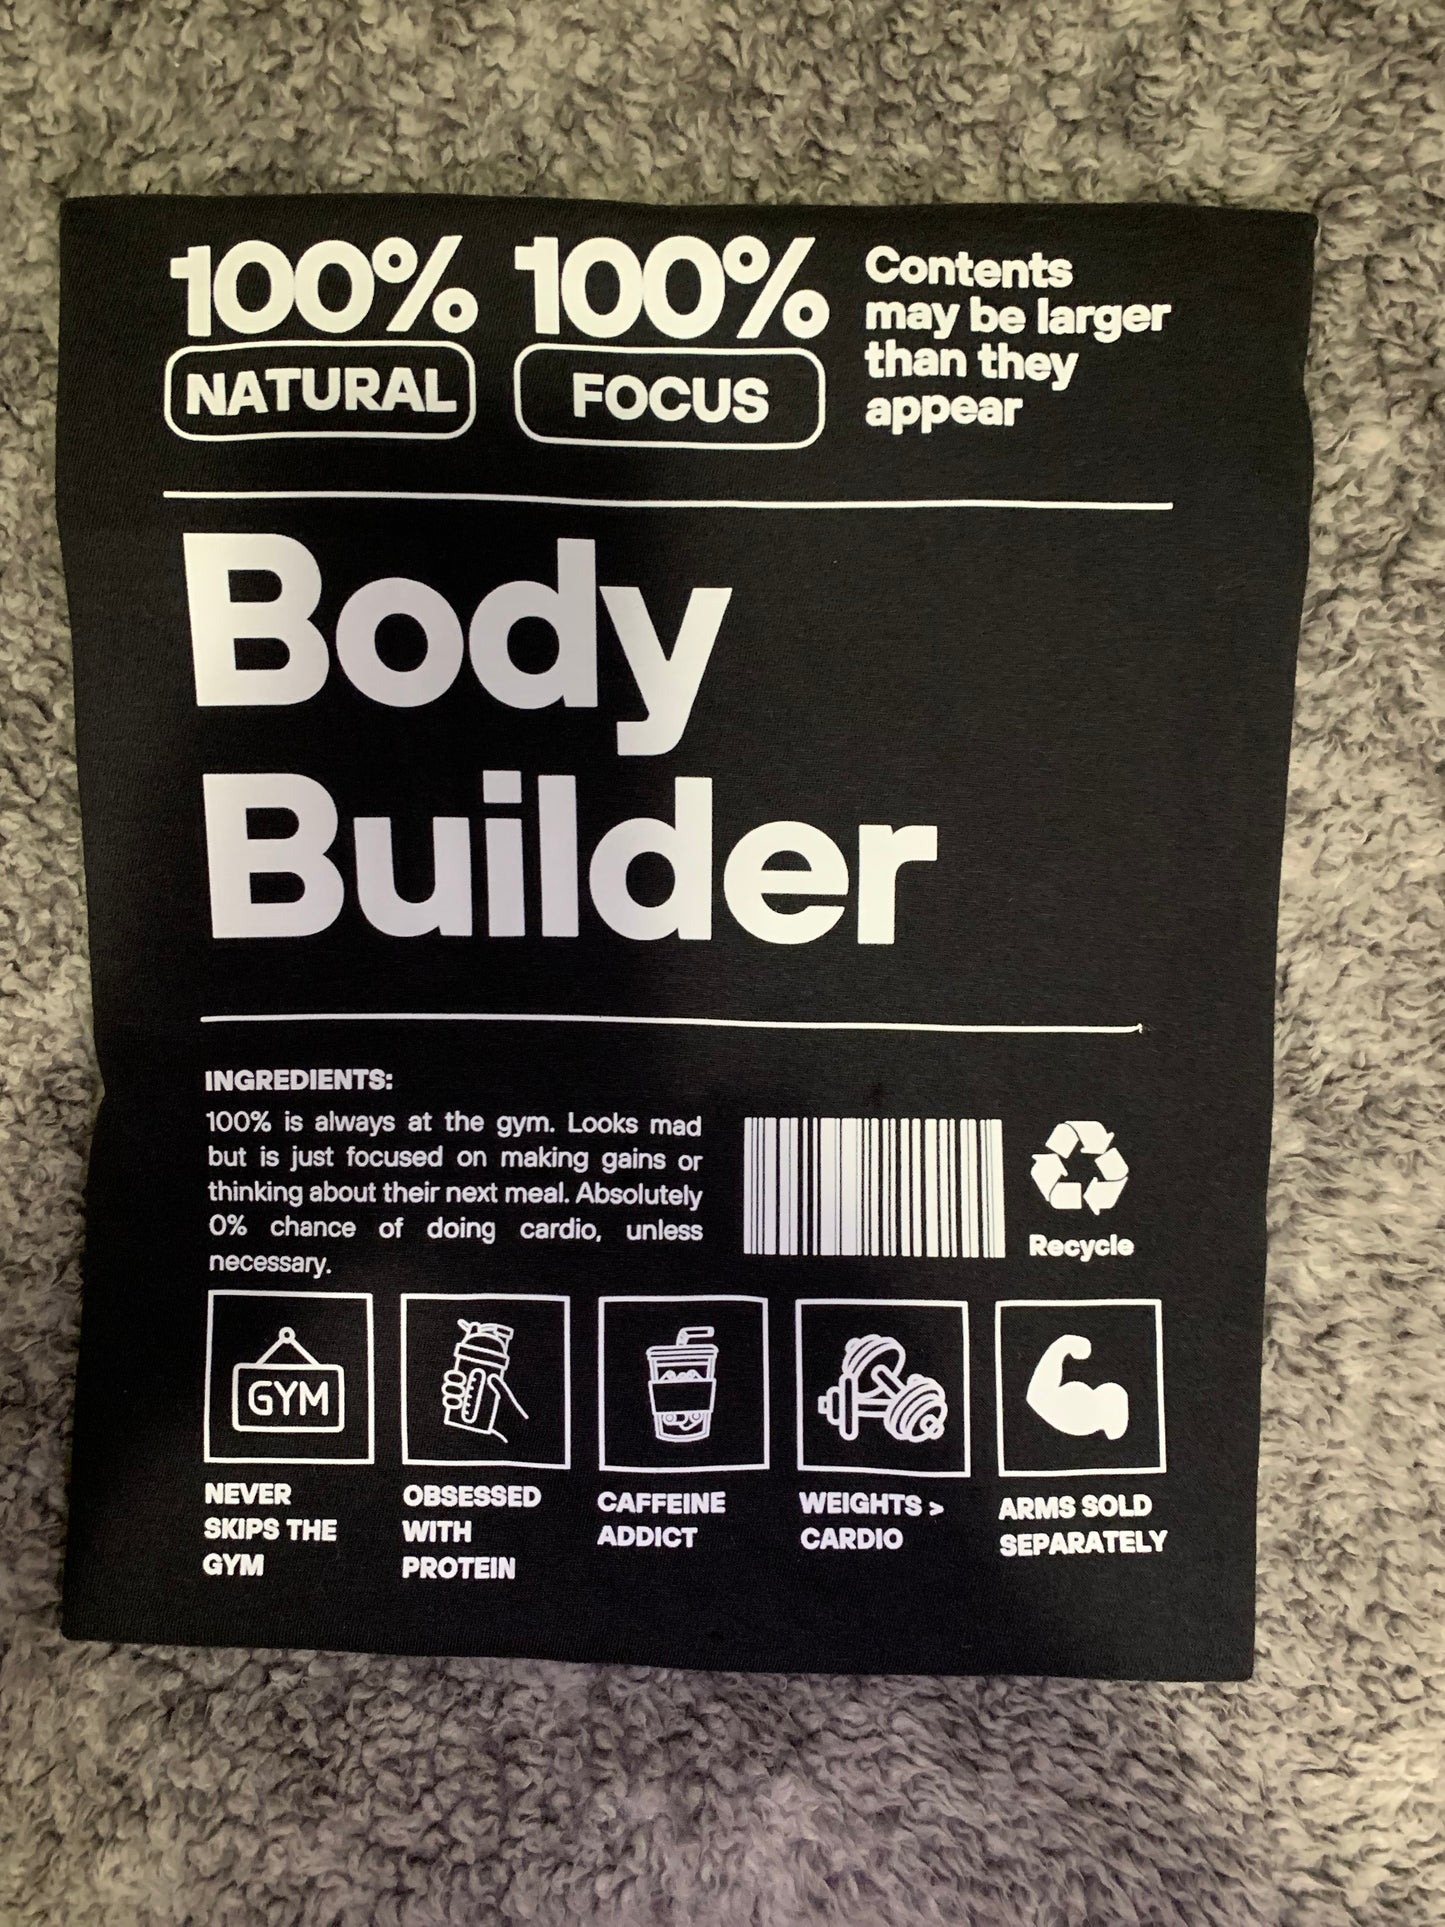 100% 100%
NATURAL FOCUS
Contents
may be larger
than they
appear
Body
Builder
INGREDIENTS:
100% is always at the gym. Looks mad
but is just focused on making gains or
thinking about their next meal. Absolutely
0% chance of doing cardio, unless
necessary.
Recycle
GYM
NEVER
SKIPS THE
GYM
OBSESSED
WITH
PROTEIN
CAFFEINE
ADDICT
WEIGHTS >
CARDIO
ARMS SOLD
SEPARATELY